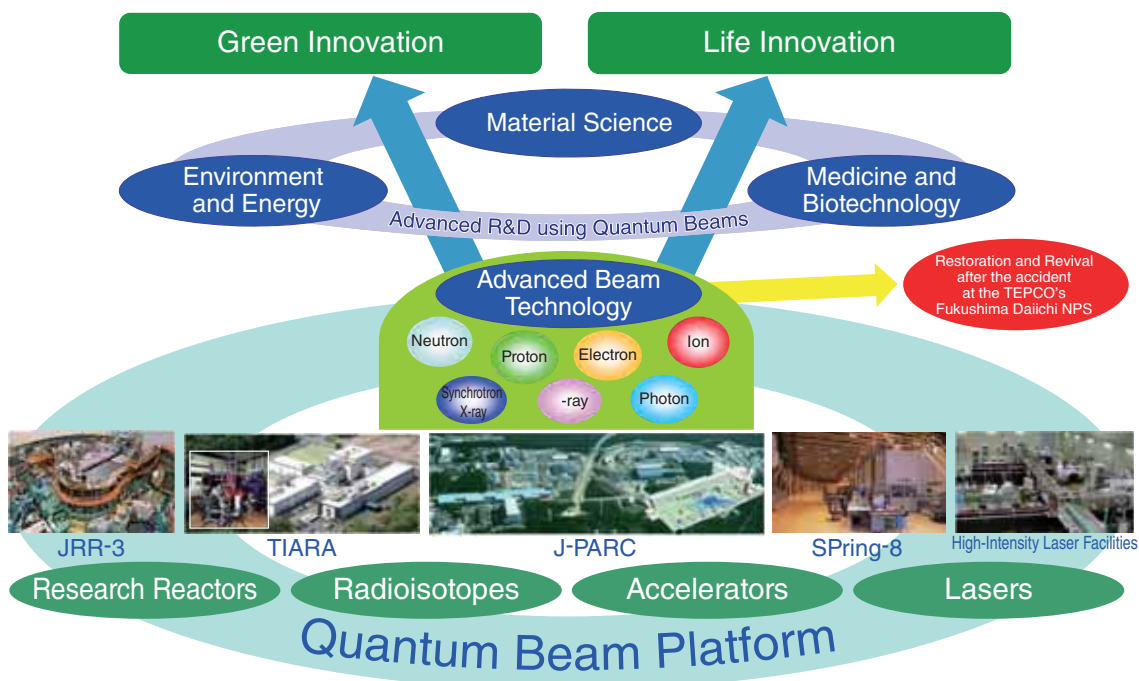 Green Innovation
Life Innovation
Material Science
Environment
and Energy
Medicine and
Biotechnology
Advanced R&D using Quantum Beams
Advanced Beam
Technology
Restoration and Revival
after the accident
at the TEPCO's
Fukushima Daiichi NPS
Neutron
Proton
Electron
Ion
Synchrotron
X-ray
-ray
Photon
JRR-3
TIARA
J-PARC
SPring-8
High-Intensity Laser Facilities
Research Reactors
Radioisotopes
Accelerators
Lasers
Quantum Beam Platform